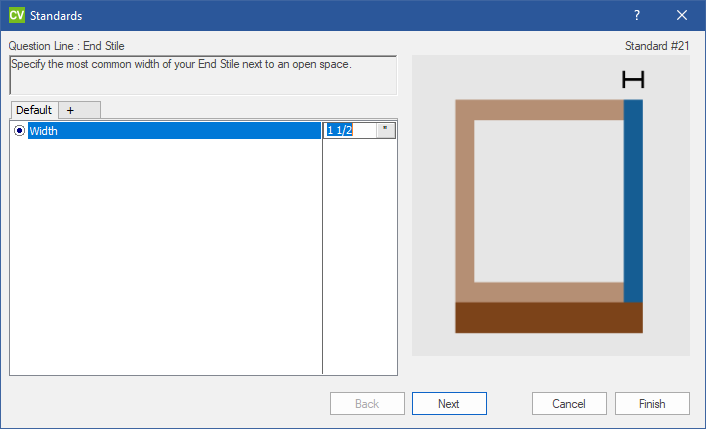 CV Standards ?
Question Line : End Stile Standard #21
Specify the most common width of your End Stile next to an open space.
Default +
Width 1 1/2 "
Back Next Cancel Finish